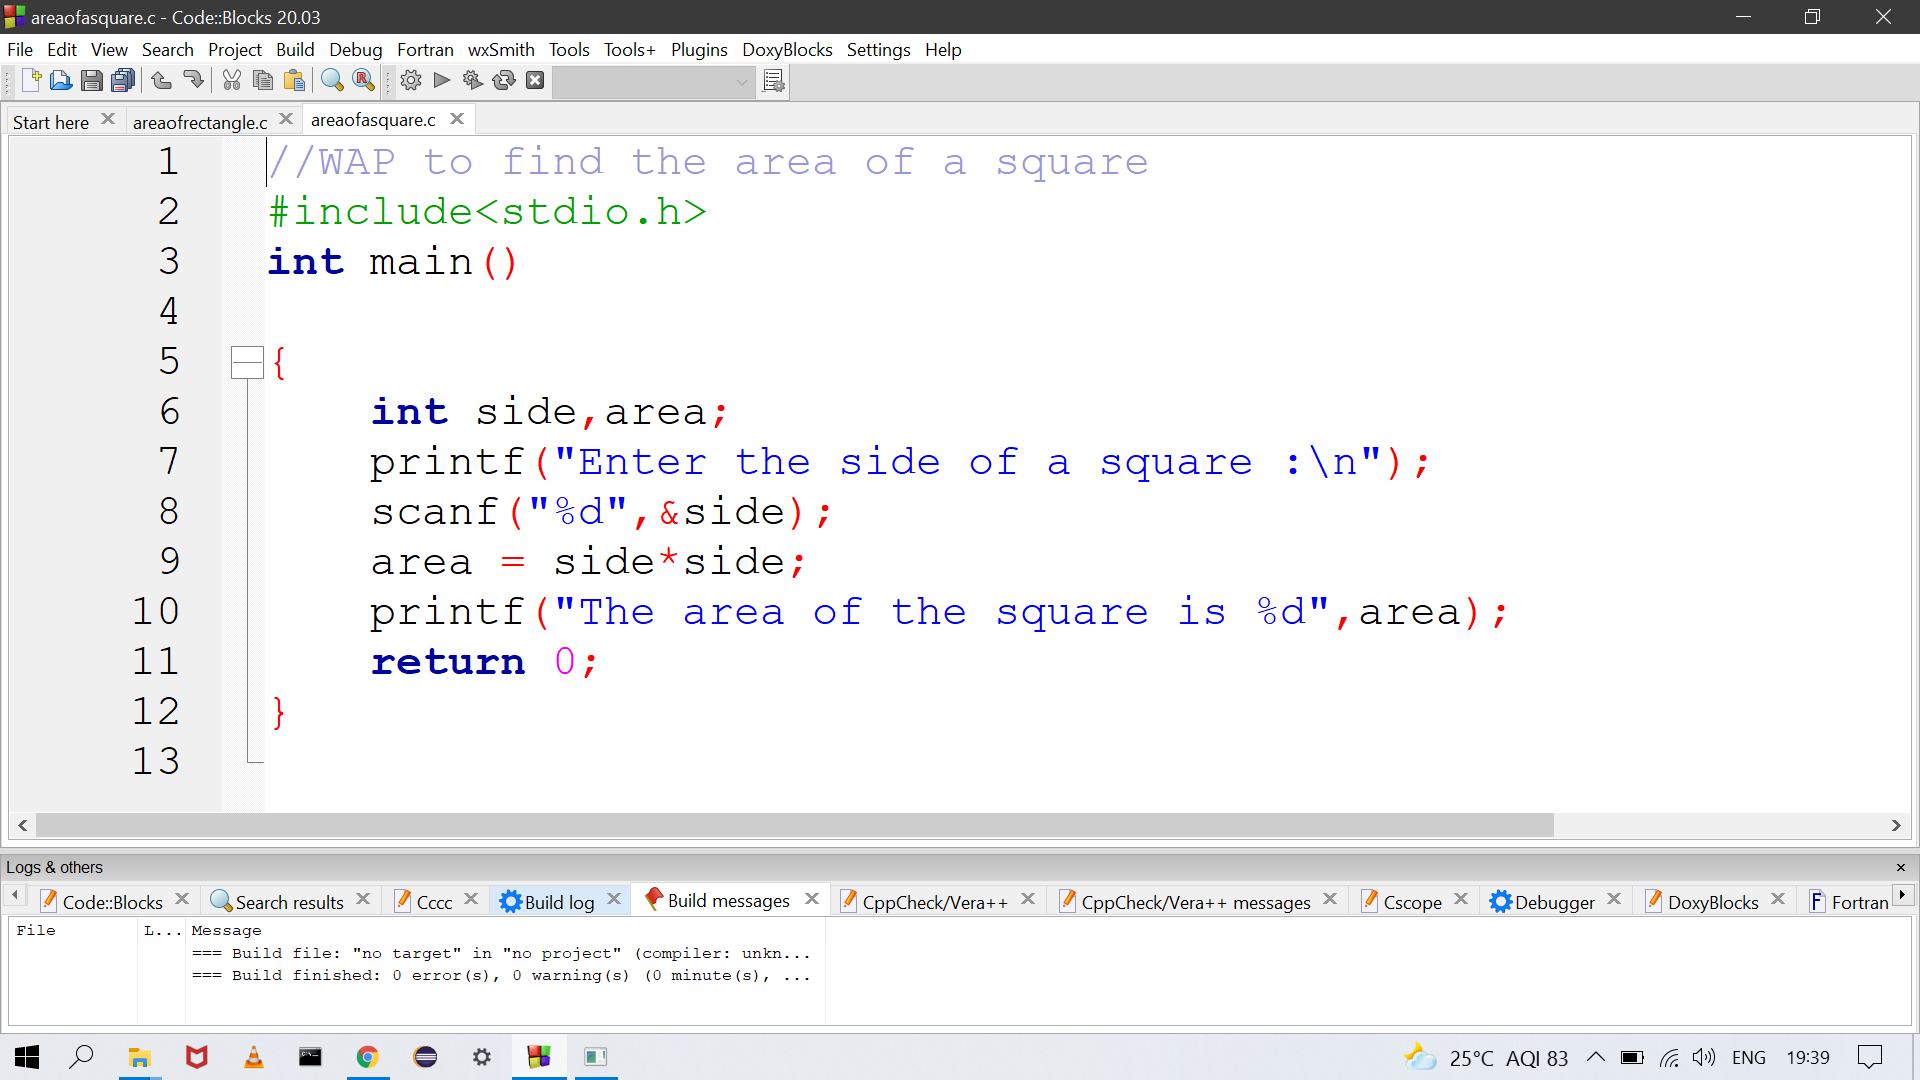 areaofasquare.c - Code::Blocks 20.03
File Edit View Search Project Build Debug Fortran wxSmith Tools Tools+ Plugins DoxyBlocks Settings Help
Start here areaofrectangle.c areaofasquare.c
1 //WAP to find the area of a square
2 #include<stdio.h>
3 int main()
4
5 {
6 int side,area;
7 printf("Enter the side of a square :\n");
8 scanf("%d",&side);
9 area = side*side;
10 printf("The area of the square is %d",area);
11 return 0;
12 }
13
Logs & others
Code::Blocks Search results Cccc Build log Build messages CppCheck/Vera++ CppCheck/Vera++ messages Cscope Debugger DoxyBlocks Fortran
File L... Message
=== Build file: "no target" in "no project" (compiler: unkn...
=== Build finished: 0 error(s), 0 warning(s) (0 minute(s), ...
25°C AQI 83 ENG 19:39